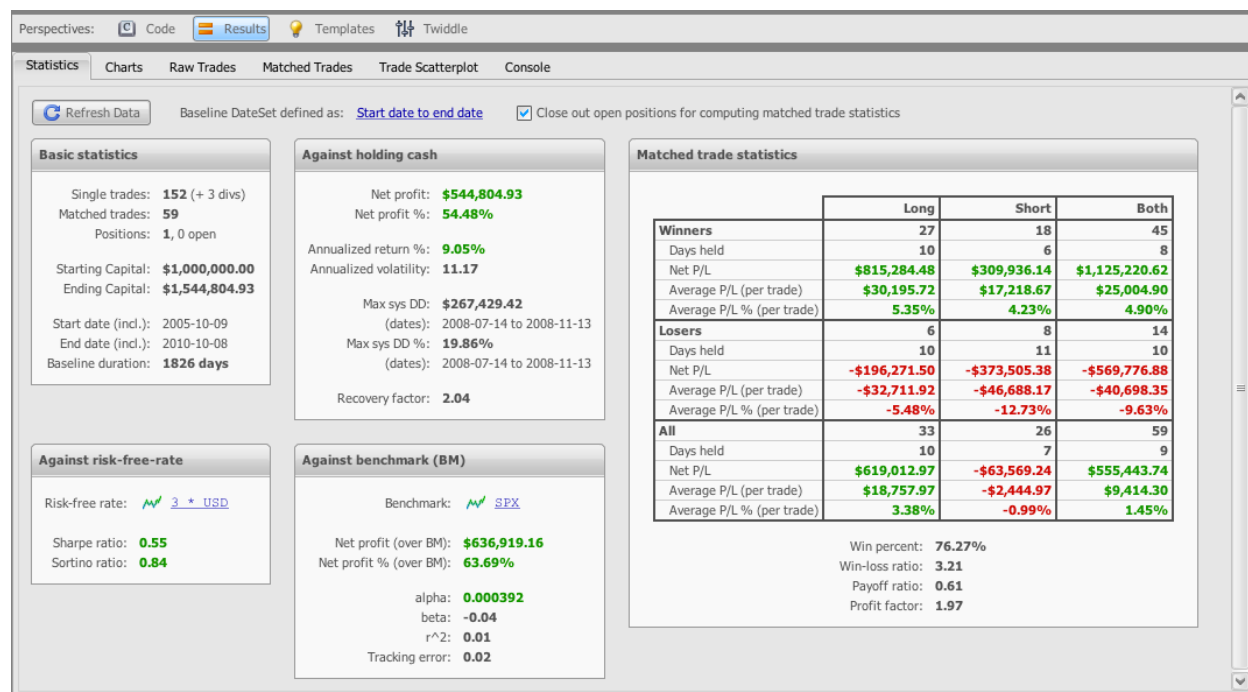 Perspectives: C Code Results Templates Twiddle
Statistics Charts Raw Trades Matched Trades Trade Scatterplot Console
Refresh Data Baseline DateSet defined as: Start date to end date Close out open positions for computing matched trade statistics
Basic statistics
Single trades: 152 (+ 3 divs)
Matched trades: 59
Positions: 1, 0 open
Starting Capital: $1,000,000.00
Ending Capital: $1,544,804.93
Start date (incl.): 2005-10-09
End date (incl.): 2010-10-08
Baseline duration: 1826 days
Against holding cash
Net profit: $544,804.93
Net profit %: 54.48%
Annualized return %: 9.05%
Annualized volatility: 11.17
Max sys DD: $267,429.42
(dates): 2008-07-14 to 2008-11-13
Max sys DD %: 19.86%
(dates): 2008-07-14 to 2008-11-13
Recovery factor: 2.04
Against risk-free-rate
Risk-free rate: 3 * USD
Sharpe ratio: 0.55
Sortino ratio: 0.84
Against benchmark (BM)
Benchmark: SPX
Net profit (over BM): $636,919.16
Net profit % (over BM): 63.69%
alpha: 0.000392
beta: -0.04
r^2: 0.01
Tracking error: 0.02
Matched trade statistics
Long Short Both
Winners 27 18 45
Days held 10 6 8
Net P/L $815,284.48 $309,936.14 $1,125,220.62
Average P/L (per trade) $30,195.72 $17,218.67 $25,004.90
Average P/L % (per trade) 5.35% 4.23% 4.90%
Losers 6 8 14
Days held 10 11 10
Net P/L -$196,271.50 -$373,505.38 -$569,776.88
Average P/L (per trade) -$32,711.92 -$46,688.17 -$40,698.35
Average P/L % (per trade) -5.48% -12.73% -9.63%
All 33 26 59
Days held 10 7 9
Net P/L $619,012.97 -$63,569.24 $555,443.74
Average P/L (per trade) $18,757.97 -$2,444.97 $9,414.30
Average P/L % (per trade) 3.38% -0.99% 1.45%
Win percent: 76.27%
Win-loss ratio: 3.21
Payoff ratio: 0.61
Profit factor: 1.97